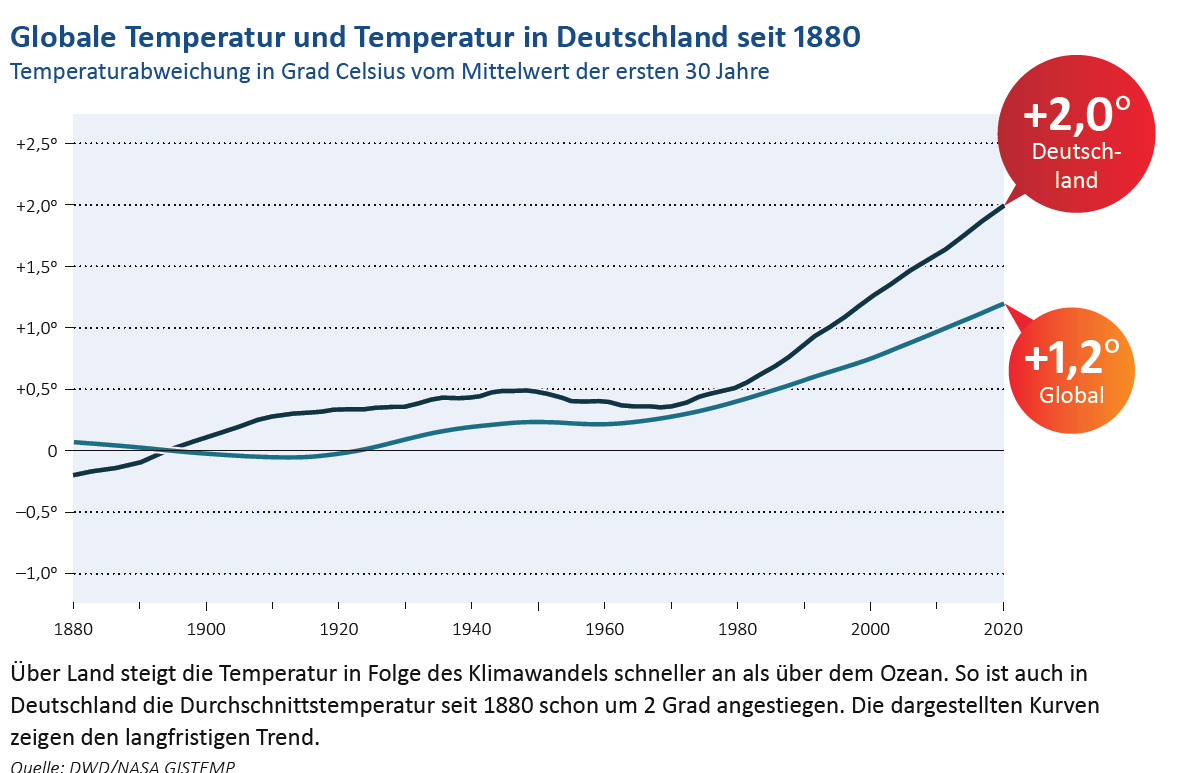 Globale Temperatur und Temperatur in Deutschland seit 1880
Temperaturabweichung in Grad Celsius vom Mittelwert der ersten 30 Jahre
+2,0°
Deutsch-
land
+2,5°
+2,0°
+1,5°
+1,0°
+0,5°
0
–0,5°
–1,0°
+1,2°
Global
1880 1900 1920 1940 1960 1980 2000 2020
Über Land steigt die Temperatur in Folge des Klimawandels schneller an als über dem Ozean. So ist auch in
Deutschland die Durchschnittstemperatur seit 1880 schon um 2 Grad angestiegen. Die dargestellten Kurven
zeigen den langfristigen Trend.
Quelle: DWD/NASA GISTEMP